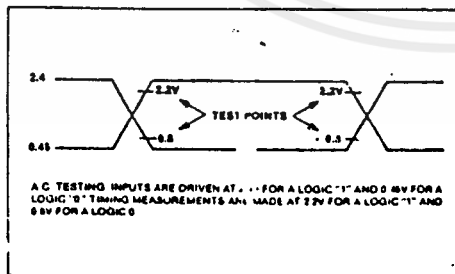 2.4
2.2V
2.2V
TEST POINTS
0.8
0.45
A.C. TESTING INPUTS ARE DRIVEN AT FOR A LOGIC "1" AND 0.45V FOR A
LOGIC "0" TIMING MEASUREMENTS ARE MADE AT 2.2V FOR A LOGIC "1" AND
0.8V FOR A LOGIC 0